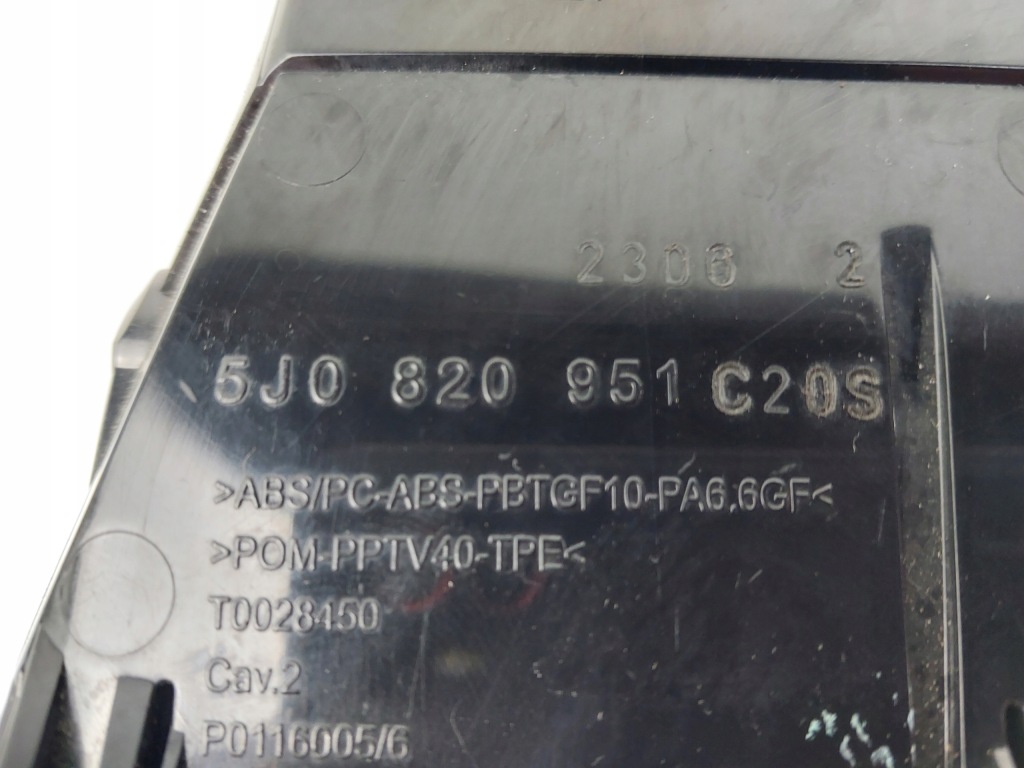 2306 2
5J0 820 951 C20S
>ABS/PC-ABS-PBTGF10-PA6.6GF<
>POM-PPTV40-TPE<
T0028450
Cav.2
P0116005/6